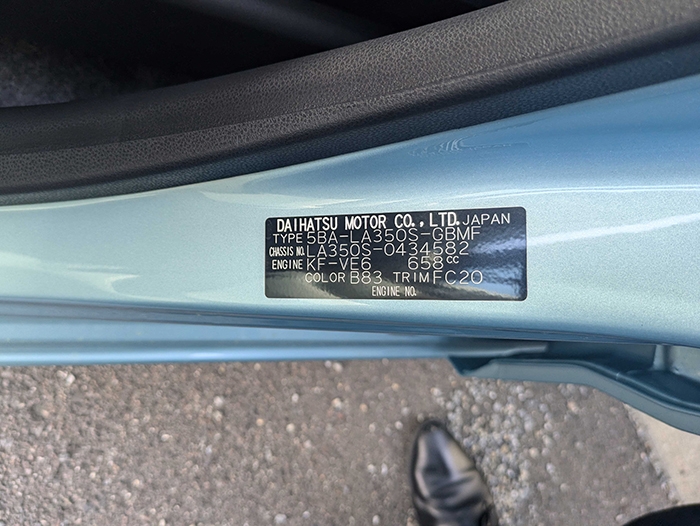 DAIHATSU MOTOR CO., LTD. JAPAN
TYPE 5BA-LA350S-GBMF
CHASSIS NO. LA350S-0434582
ENGINE KF-VE6 658CC
COLOR B83 TRIM FC20
ENGINE NO.